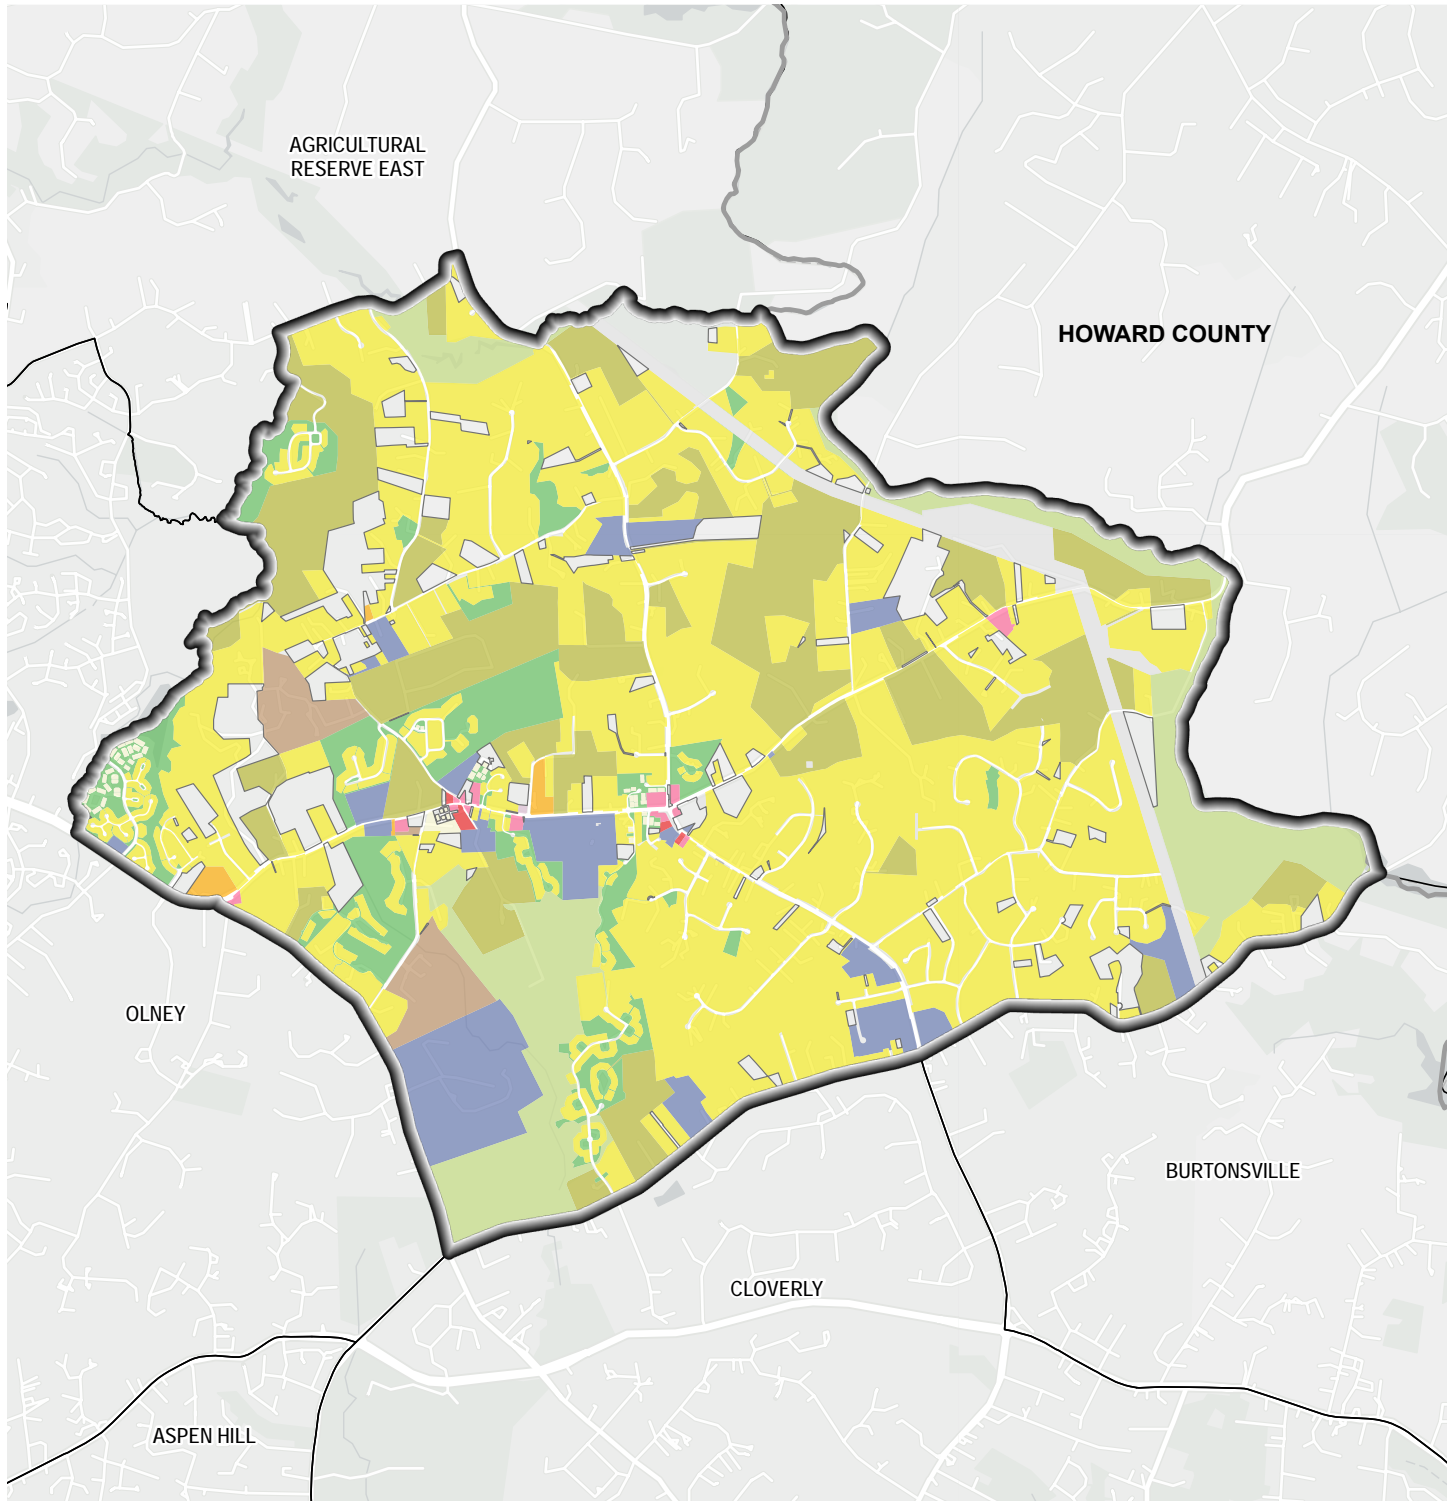 AGRICULTURAL
RESERVE EAST
HOWARD COUNTY
OLNEY
BURTONSVILLE
CLOVERLY
ASPEN HILL